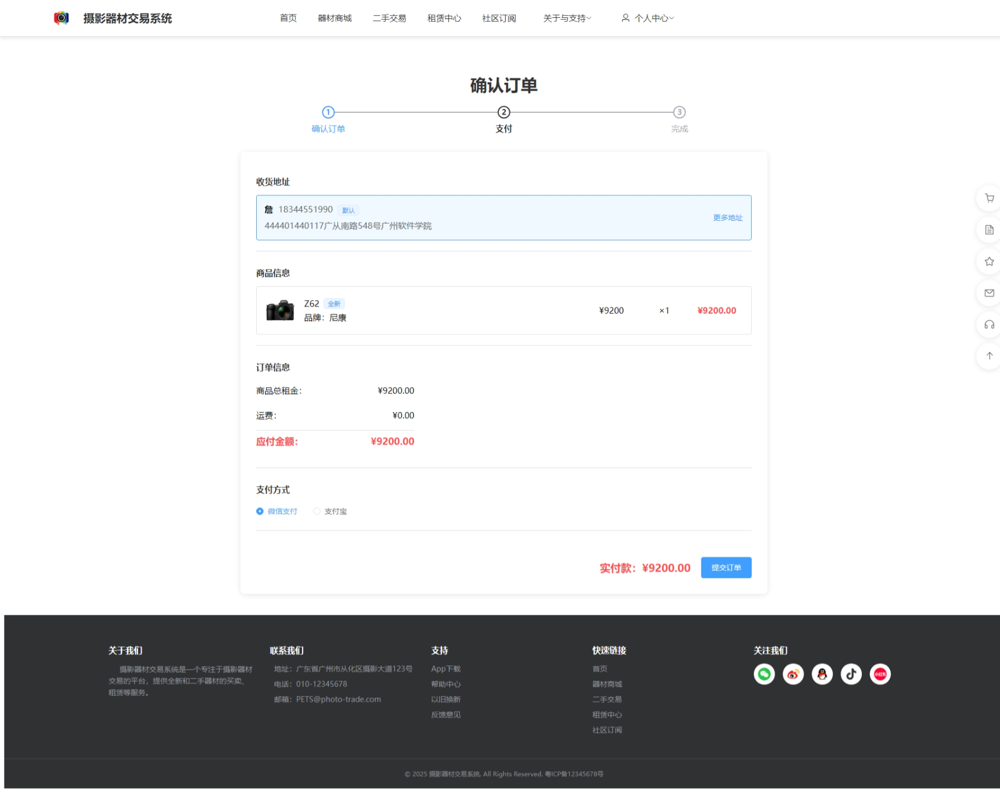 摄影器材交易系统
首页 器材商城 二手交易 租赁中心 社区订阅 关于与支持 个人中心
确认订单
1 2 3
确认订单 支付 完成
收货地址
詹 18344551990 默认
444401440117广从南路548号广州软件学院
更多地址
商品信息
Z62 全新
品牌：尼康
¥9200 ×1 ¥9200.00
订单信息
商品总租金： ¥9200.00
运费： ¥0.00
应付金额： ¥9200.00
支付方式
微信支付 支付宝
实付款：¥9200.00 提交订单
关于我们
摄影器材交易系统是一个专注于摄影器材
交易的平台，提供全新和二手器材的买卖、
租赁等服务。
联系我们
地址：广东省广州市从化区摄影大道123号
电话：010-12345678
邮箱：PETS@photo-trade.com
支持
App下载
帮助中心
以旧换新
反馈意见
快速链接
首页
器材商城
二手交易
租赁中心
社区订阅
关注我们
小红书
© 2025 摄影器材交易系统. All Rights Reserved. 粤ICP备12345678号